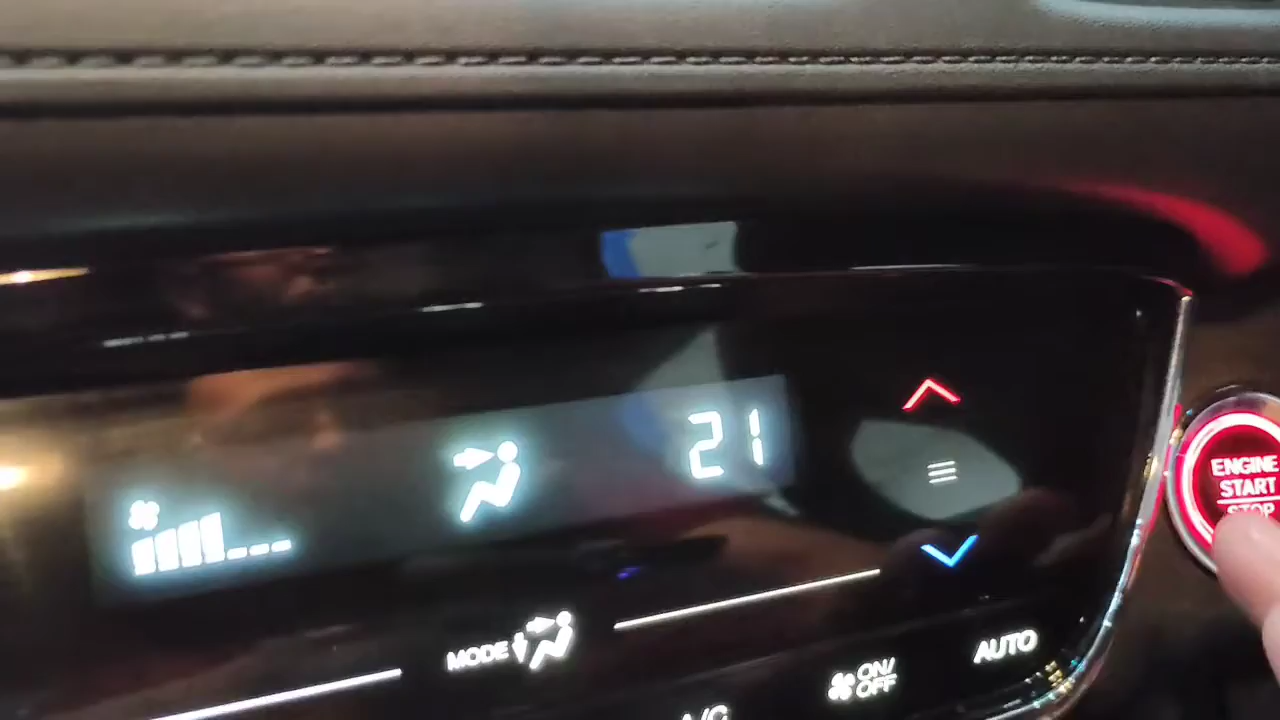 21
ENGINE
START
STOP
MODE
ON/
OFF
AUTO
A/C